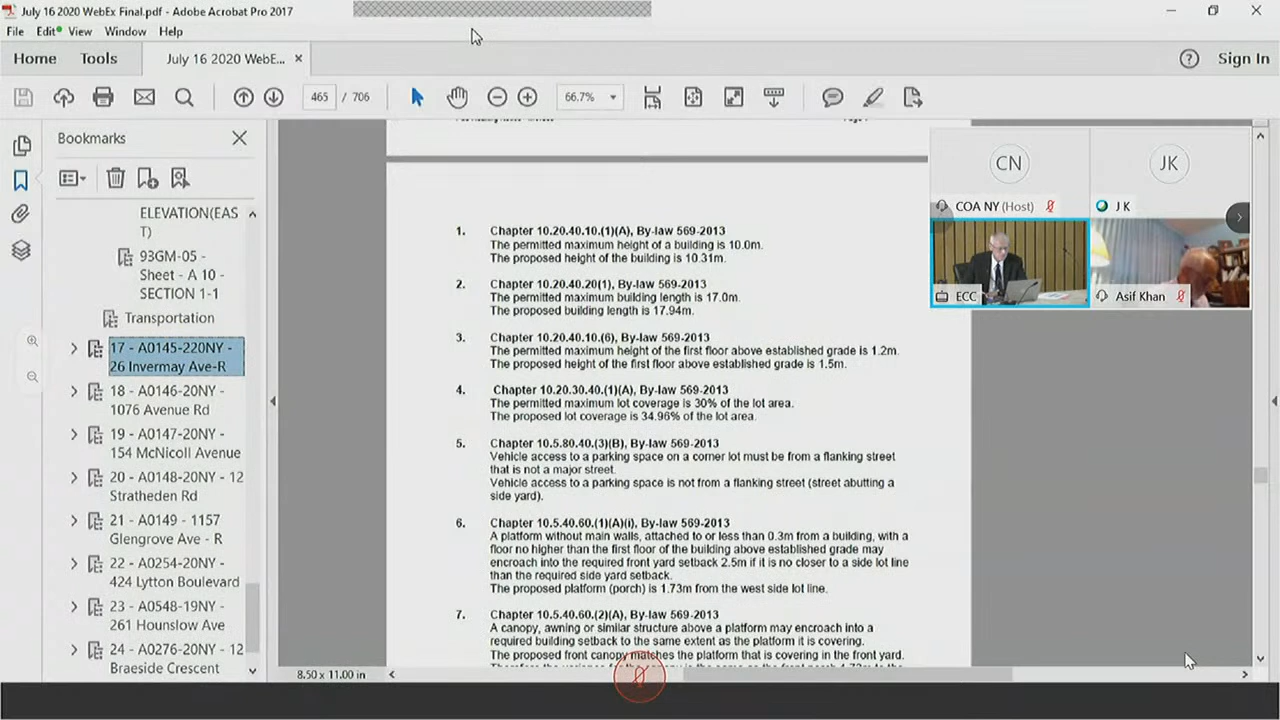 July 16 2020 WebEx Final.pdf - Adobe Acrobat Pro 2017
File Edit View Window Help
Home Tools July 16 2020 WebE... ×
? Sign In
465 / 706
66.7%
Bookmarks
ELEVATION(EAS
T)
93GM-05 -
Sheet - A 10 -
SECTION 1-1
Transportation
17 - A0145-220NY -
26 Invermay Ave-R
18 - A0146-20NY -
1076 Avenue Rd
19 - A0147-20NY -
154 McNicoll Avenue
20 - A0148-20NY - 12
Stratheden Rd
21 - A0149 - 1157
Glengrove Ave - R
22 - A0254-20NY -
424 Lytton Boulevard
23 - A0548-19NY -
261 Hounslow Ave
24 - A0276-20NY - 12
Braeside Crescent
1. Chapter 10.20.40.10.(1)(A), By-law 569-2013
The permitted maximum height of a building is 10.0m.
The proposed height of the building is 10.31m.
2. Chapter 10.20.40.20(1), By-law 569-2013
The permitted maximum building length is 17.0m.
The proposed building length is 17.94m.
3. Chapter 10.20.40.10.(6), By-law 569-2013
The permitted maximum height of the first floor above established grade is 1.2m.
The proposed height of the first floor above established grade is 1.5m.
4. Chapter 10.20.30.40.(1)(A), By-law 569-2013
The permitted maximum lot coverage is 30% of the lot area.
The proposed lot coverage is 34.96% of the lot area.
5. Chapter 10.5.80.40.(3)(B), By-law 569-2013
Vehicle access to a parking space on a corner lot must be from a flanking street
that is not a major street.
Vehicle access to a parking space is not from a flanking street (street abutting a
side yard).
6. Chapter 10.5.40.60.(1)(A)(i), By-law 569-2013
A platform without main walls, attached to or less than 0.3m from a building, with a
floor no higher than the first floor of the building above established grade may
encroach into the required front yard setback 2.5m if it is no closer to a side lot line
than the required side yard setback.
The proposed platform (porch) is 1.73m from the west side lot line.
7. Chapter 10.5.40.60.(2)(A), By-law 569-2013
A canopy, awning or similar structure above a platform may encroach into a
required building setback to the same extent as the platform it is covering.
The proposed front canopy matches the platform that is covering in the front yard.
8.50 x 11.00 in
CN
COA NY (Host)
JK
J K
ECC
Asif Khan